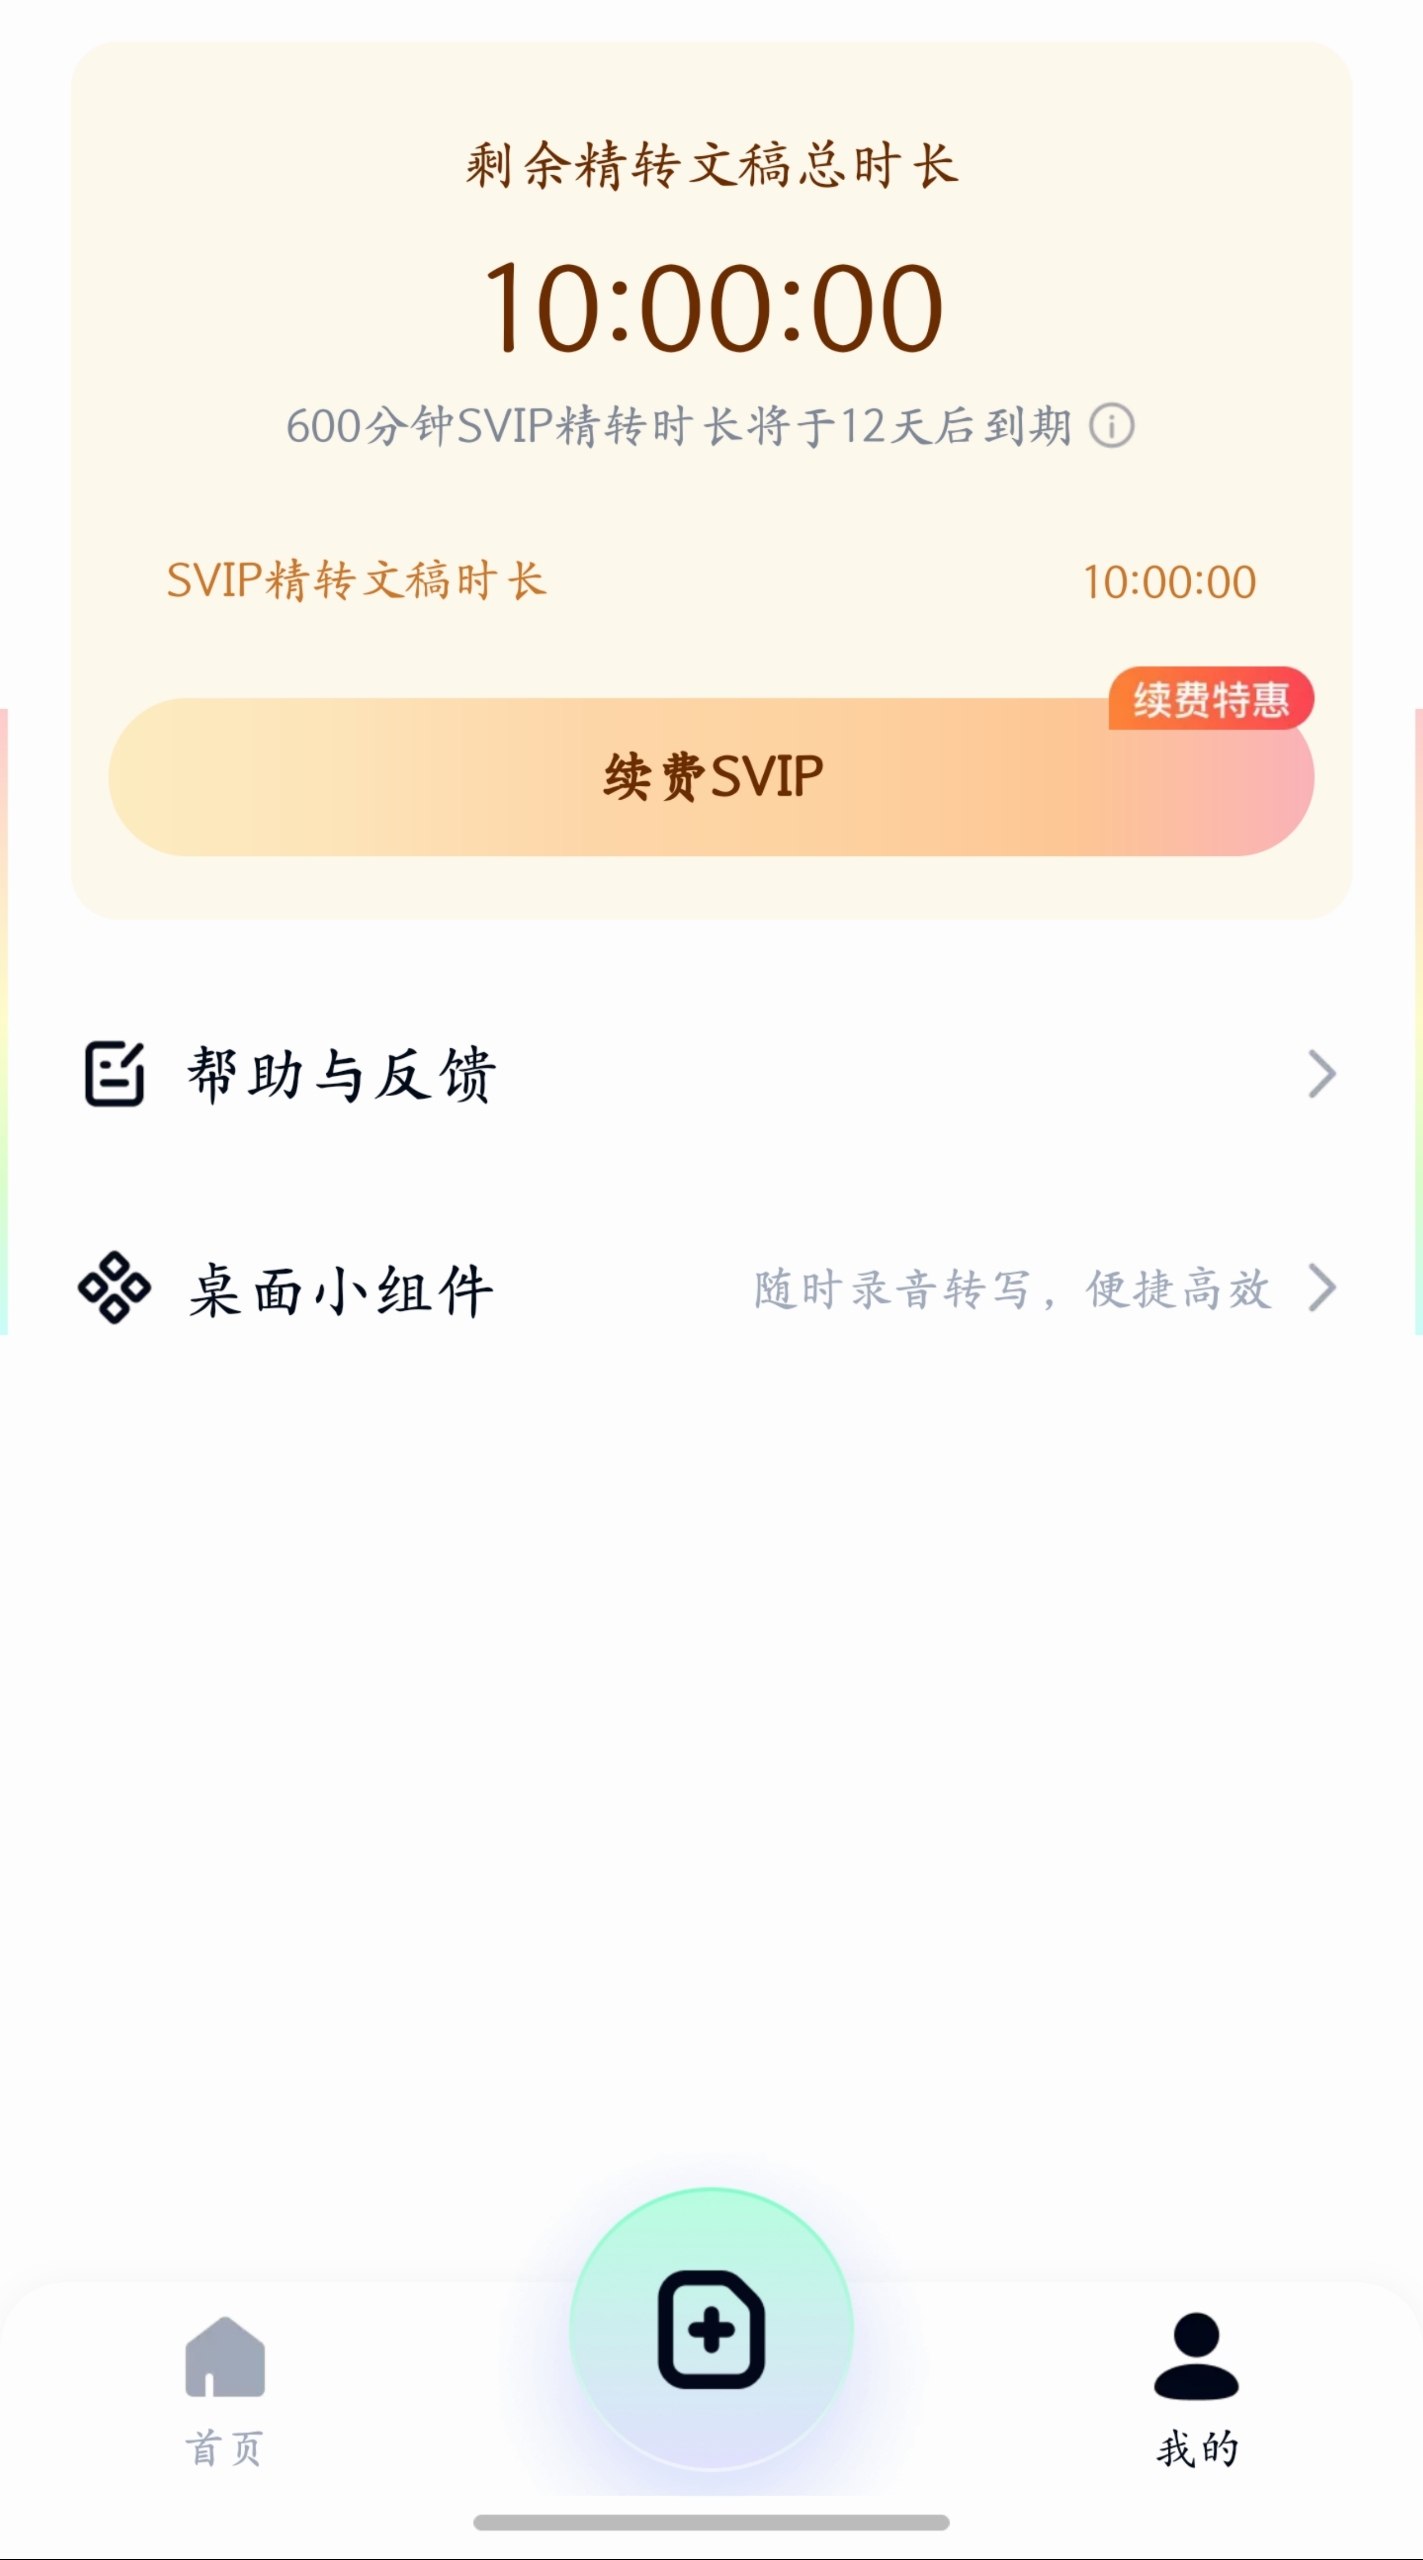 剩余精转文稿总时长
10:00:00
600分钟SVIP精转时长将于12天后到期
SVIP精转文稿时长 10:00:00
续费特惠
续费SVIP
帮助与反馈
桌面小组件 随时录音转写，便捷高效
首页 我的